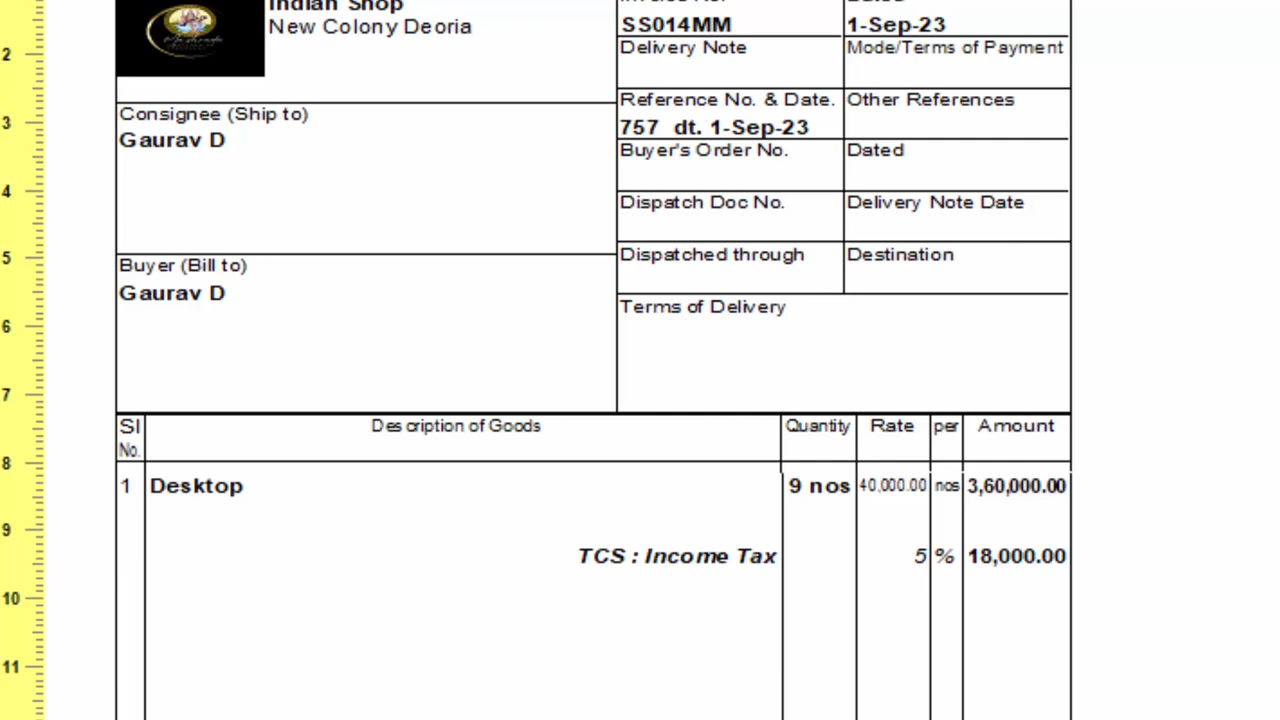 Indian Shop
New Colony Deoria
SS014MM
1-Sep-23
Delivery Note
Mode/Terms of Payment
Reference No. & Date.
Other References
757 dt. 1-Sep-23
Consignee (Ship to)
Gaurav D
Buyer's Order No.
Dated
Dispatch Doc No.
Delivery Note Date
Dispatched through
Destination
Buyer (Bill to)
Gaurav D
Terms of Delivery
Sl No.
Description of Goods
Quantity
Rate
per
Amount
1 Desktop 9 nos 40,000.00 nos 3,60,000.00
TCS : Income Tax 5 % 18,000.00
2
3
4
5
6
7
8
9
10
11